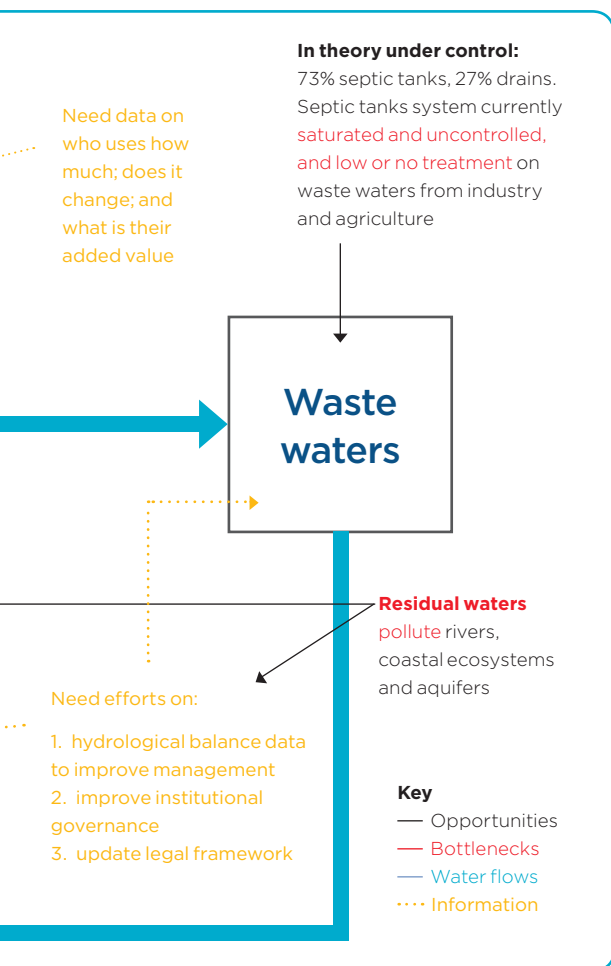 In theory under control:
73% septic tanks, 27% drains.
Septic tanks system currently
saturated and uncontrolled,
and low or no treatment on
waste waters from industry
and agriculture
Need data on
who uses how
much; does it
change; and
what is their
added value
Waste
waters
Residual waters
pollute rivers,
coastal ecosystems
and aquifers
Need efforts on:
1. hydrological balance data
to improve management
2. improve institutional
governance
3. update legal framework
Key
Opportunities
Bottlenecks
Water flows
Information